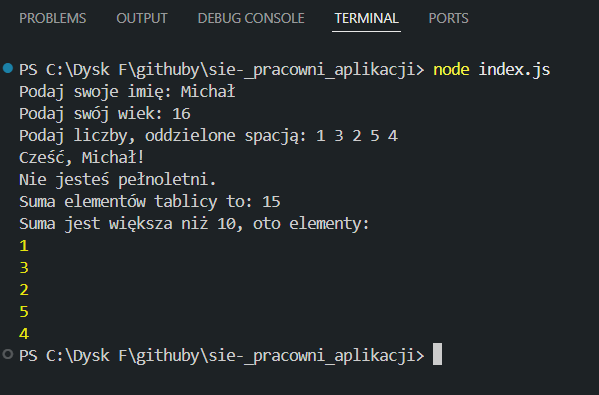 PROBLEMS OUTPUT DEBUG CONSOLE TERMINAL PORTS
PS C:\Dysk F\githuby\sie-_pracowni_aplikacji> node index.js
Podaj swoje imię: Michał
Podaj swój wiek: 16
Podaj liczby, oddzielone spacją: 1 3 2 5 4
Cześć, Michał!
Nie jesteś pełnoletni.
Suma elementów tablicy to: 15
Suma jest większa niż 10, oto elementy:
1
3
2
5
4
PS C:\Dysk F\githuby\sie-_pracowni_aplikacji>